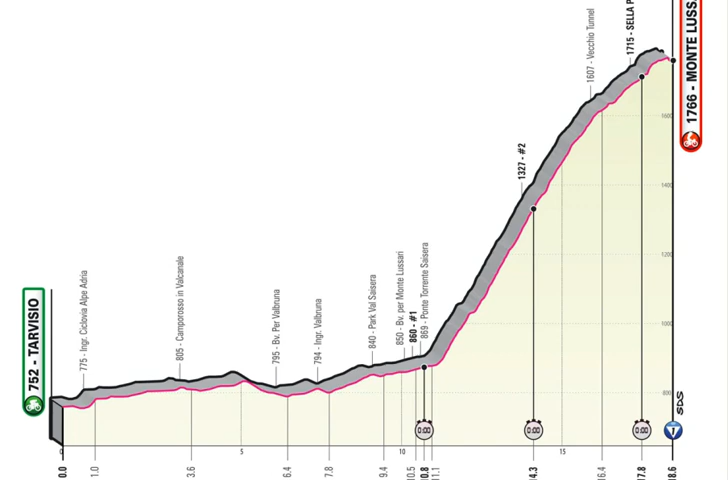 752 - TARVISIO
775 - Ingr. Ciclovia Alpe Adria
805 - Camporosso in Valcanale
795 - Bv. Per Valbruna
794 - Ingr. Valbruna
840 - Park Val Saisera
850 - Bv. per Monte Lussari
860 - #1
869 - Ponte Torrente Saisera
1327 - #2
1607 - Vecchio Tunnel
1715 - SELLA
1766 - MONTE LUSS
1600
1400
1200
1000
800
SDS
0:00
0:00
0:00
1
0
5
10
15
0.0
1.0
3.6
6.4
7.8
9.4
10.5
10.8
11.1
14.3
16.4
17.8
18.6